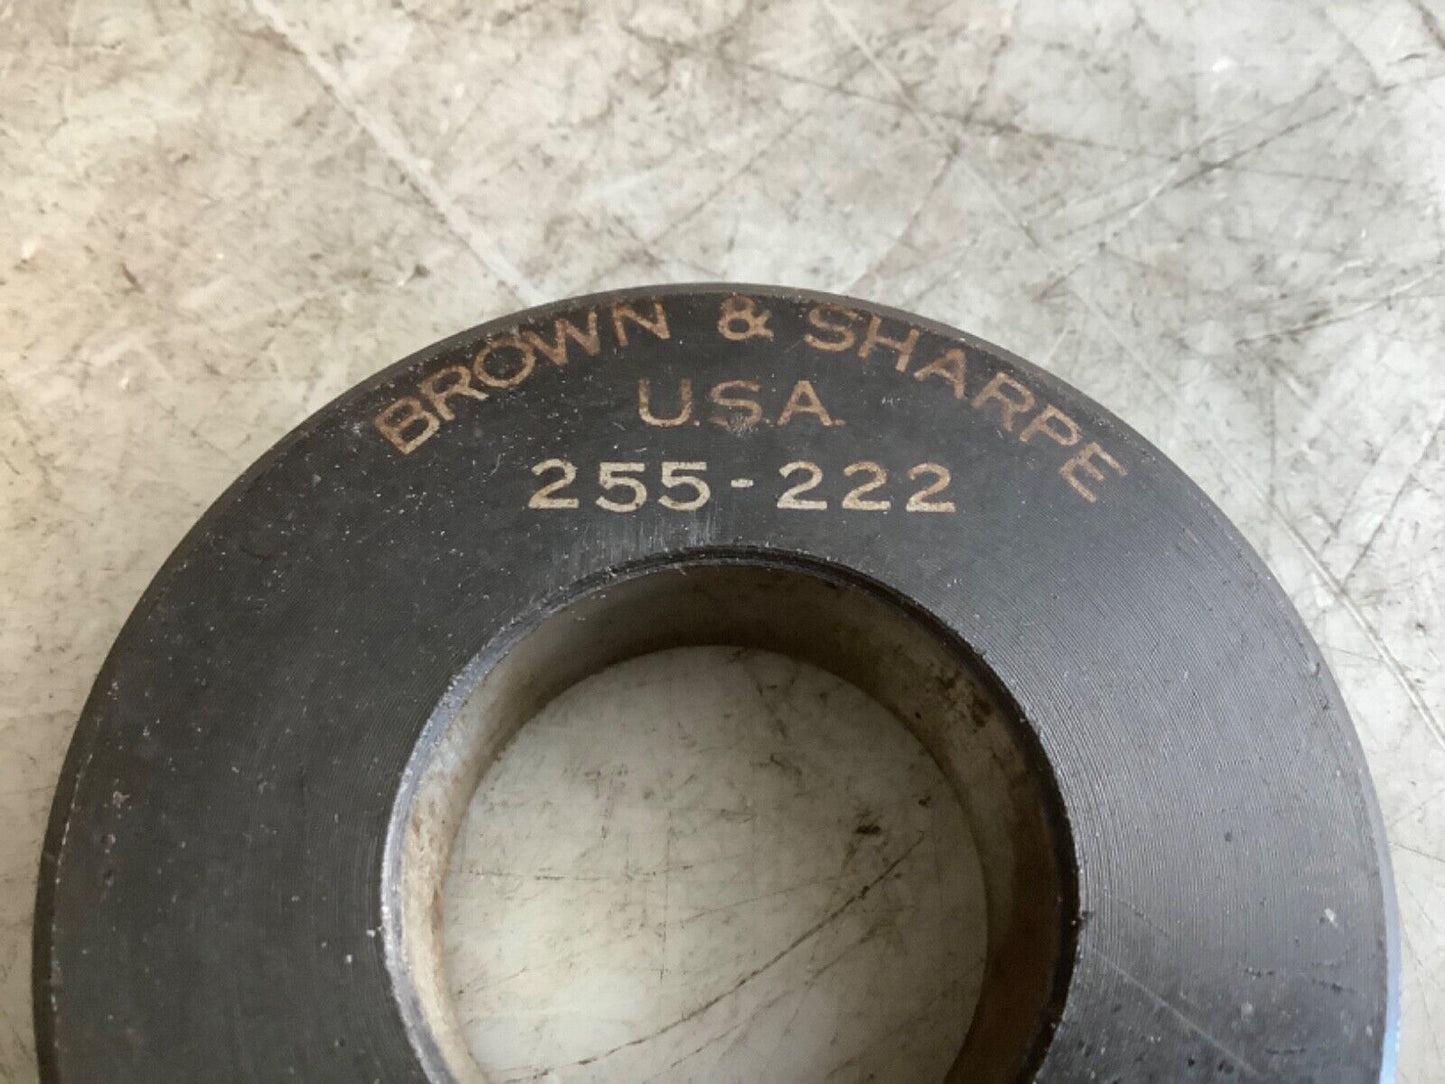 BROWN & SHARPE
U.S.A.
255-222